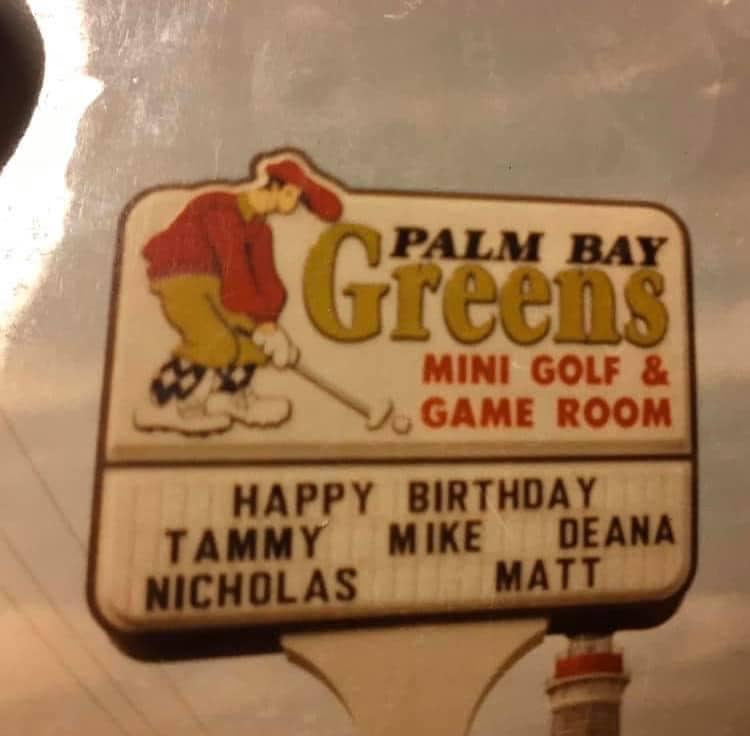 PALM BAY
Greens
MINI GOLF &
GAME ROOM
HAPPY BIRTHDAY
TAMMY MIKE DEANA
NICHOLAS MATT